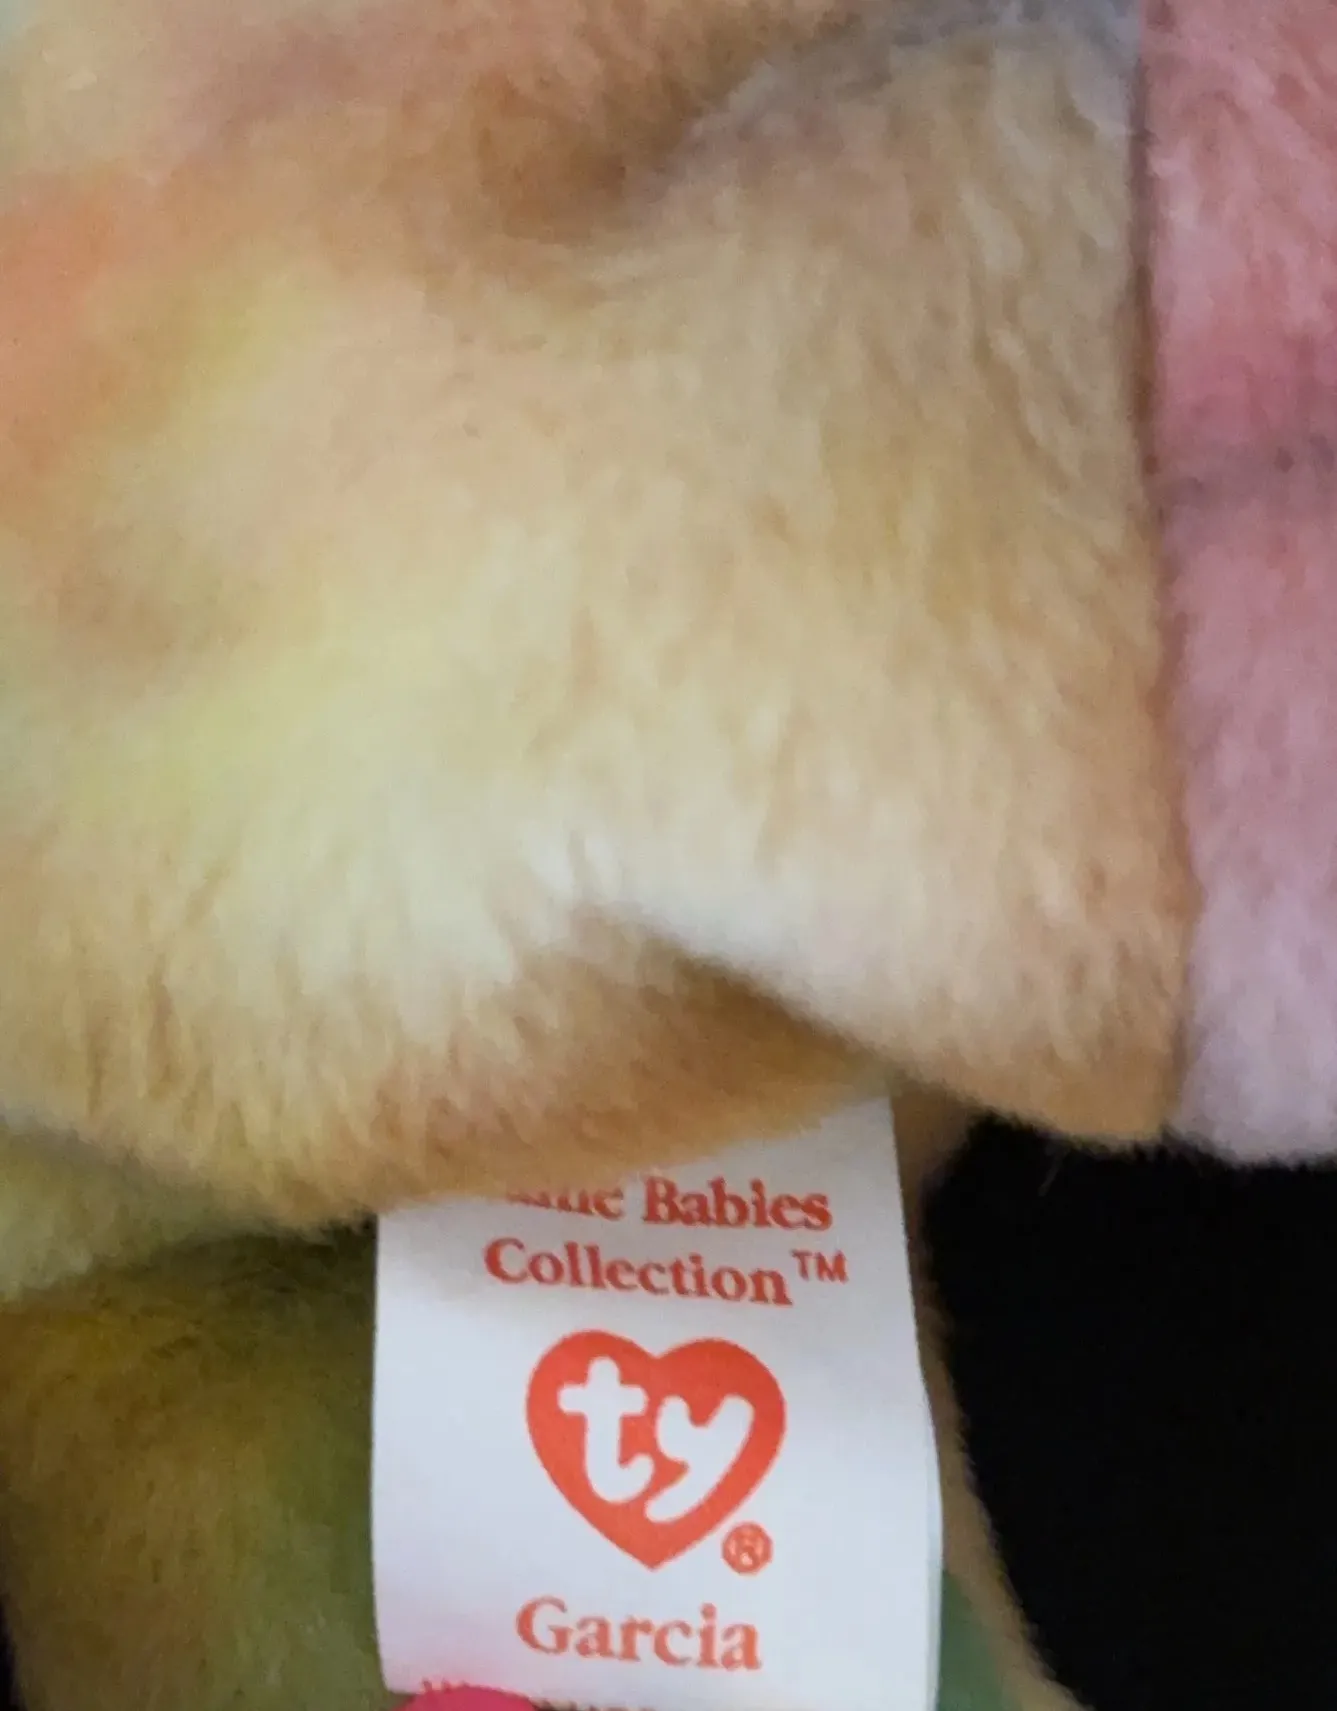 Babies
Collection™
ty
®
Garcia